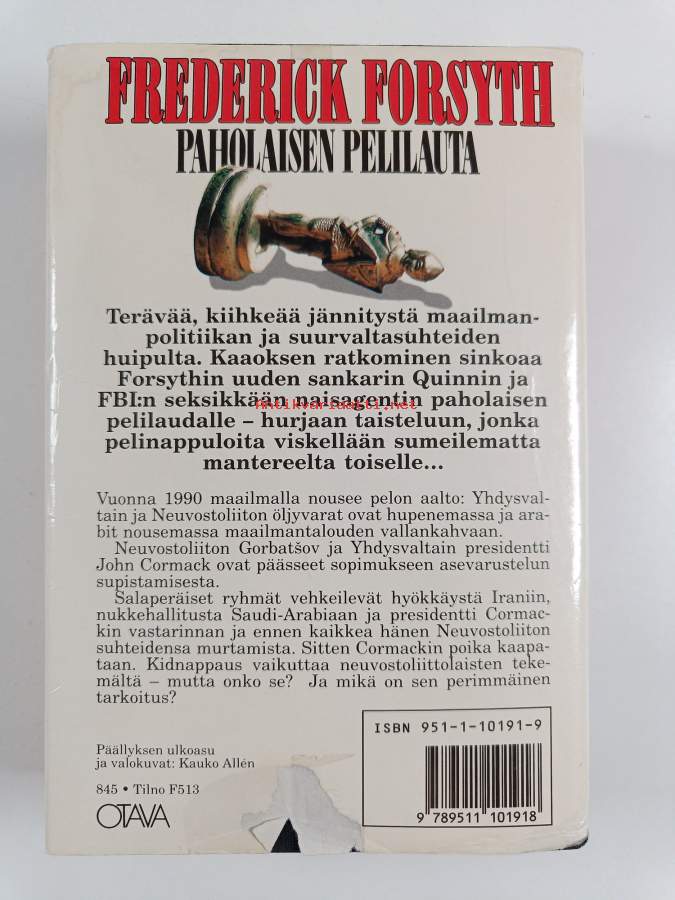 FREDERICK FORSYTH
PAHOLAISEN PELILAUTA
Terävää, kiihkeää jännitystä maailman-
politiikan ja suurvaltasuhteiden
huipulta. Kaaoksen ratkominen sinkoaa
Forsythin uuden sankarin Quinnin ja
FBI:n seksikkään naisagentin paholaisen
Antikvariaatti.net
pelilaudalle – hurjaan taisteluun, jonka
pelinappuloita viskellään sumeilematta
mantereelta toiselle...
Vuonna 1990 maailmalla nousee pelon aalto: Yhdysval-
tain ja Neuvostoliiton öljyvarat ovat hupenemassa ja ara-
bit nousemassa maailmantalouden vallankahvaan.
Neuvostoliiton Gorbatšov ja Yhdysvaltain presidentti
John Cormack ovat päässeet sopimukseen asevarustelun
supistamisesta.
Salaperäiset ryhmät vehkeilevät hyökkäystä Iraniin,
nukkehallitusta Saudi-Arabiaan ja presidentti Cormac-
kin vastarinnan ja ennen kaikkea hänen Neuvostoliiton
suhteidensa murtamista. Sitten Cormackin poika kaapa-
taan. Kidnappaus vaikuttaa neuvostoliittolaisten teke-
mältä – mutta onko se? Ja mikä on sen perimmäinen
tarkoitus?
ISBN 951-1-10191-9
Päällyksen ulkoasu
ja valokuvat: Kauko Allén
845 • Tilno F513
OTAVA
9 789511 101918